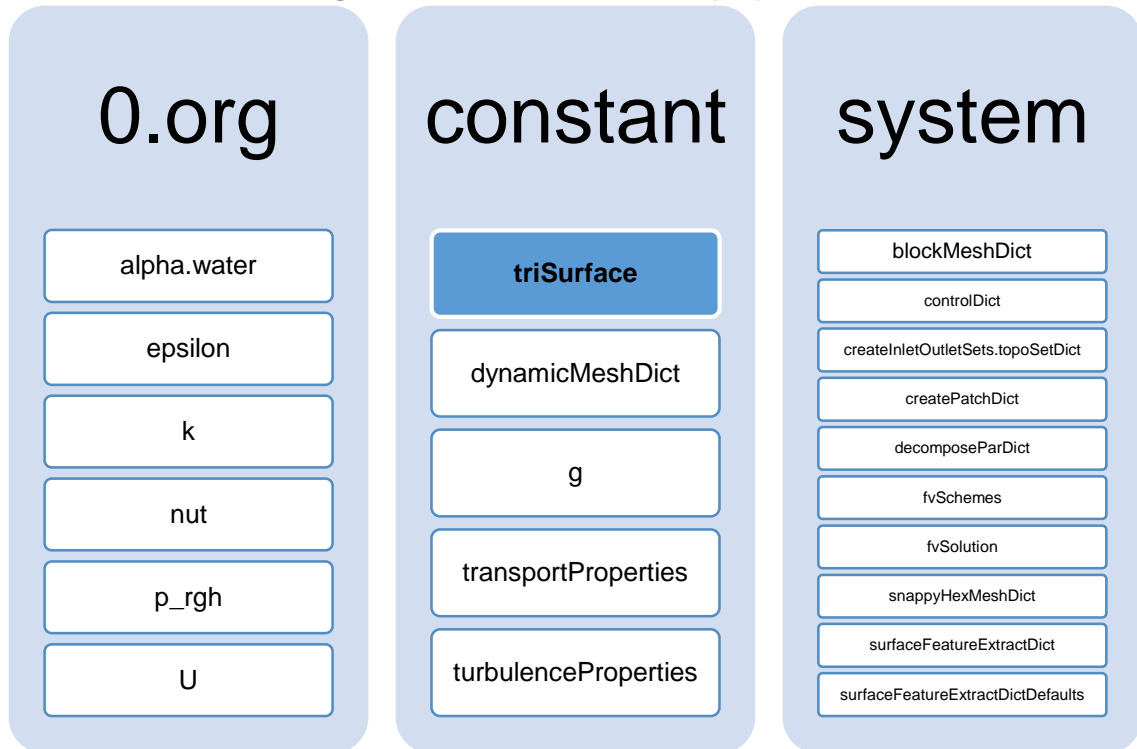 0.org
alpha.water
epsilon
k
nut
p_rgh
U
constant
triSurface
dynamicMeshDict
g
transportProperties
turbulenceProperties
system
blockMeshDict
controlDict
createInletOutletSets.topoSetDict
createPatchDict
decomposeParDict
fvSchemes
fvSolution
snappyHexMeshDict
surfaceFeatureExtractDict
surfaceFeatureExtractDictDefaults